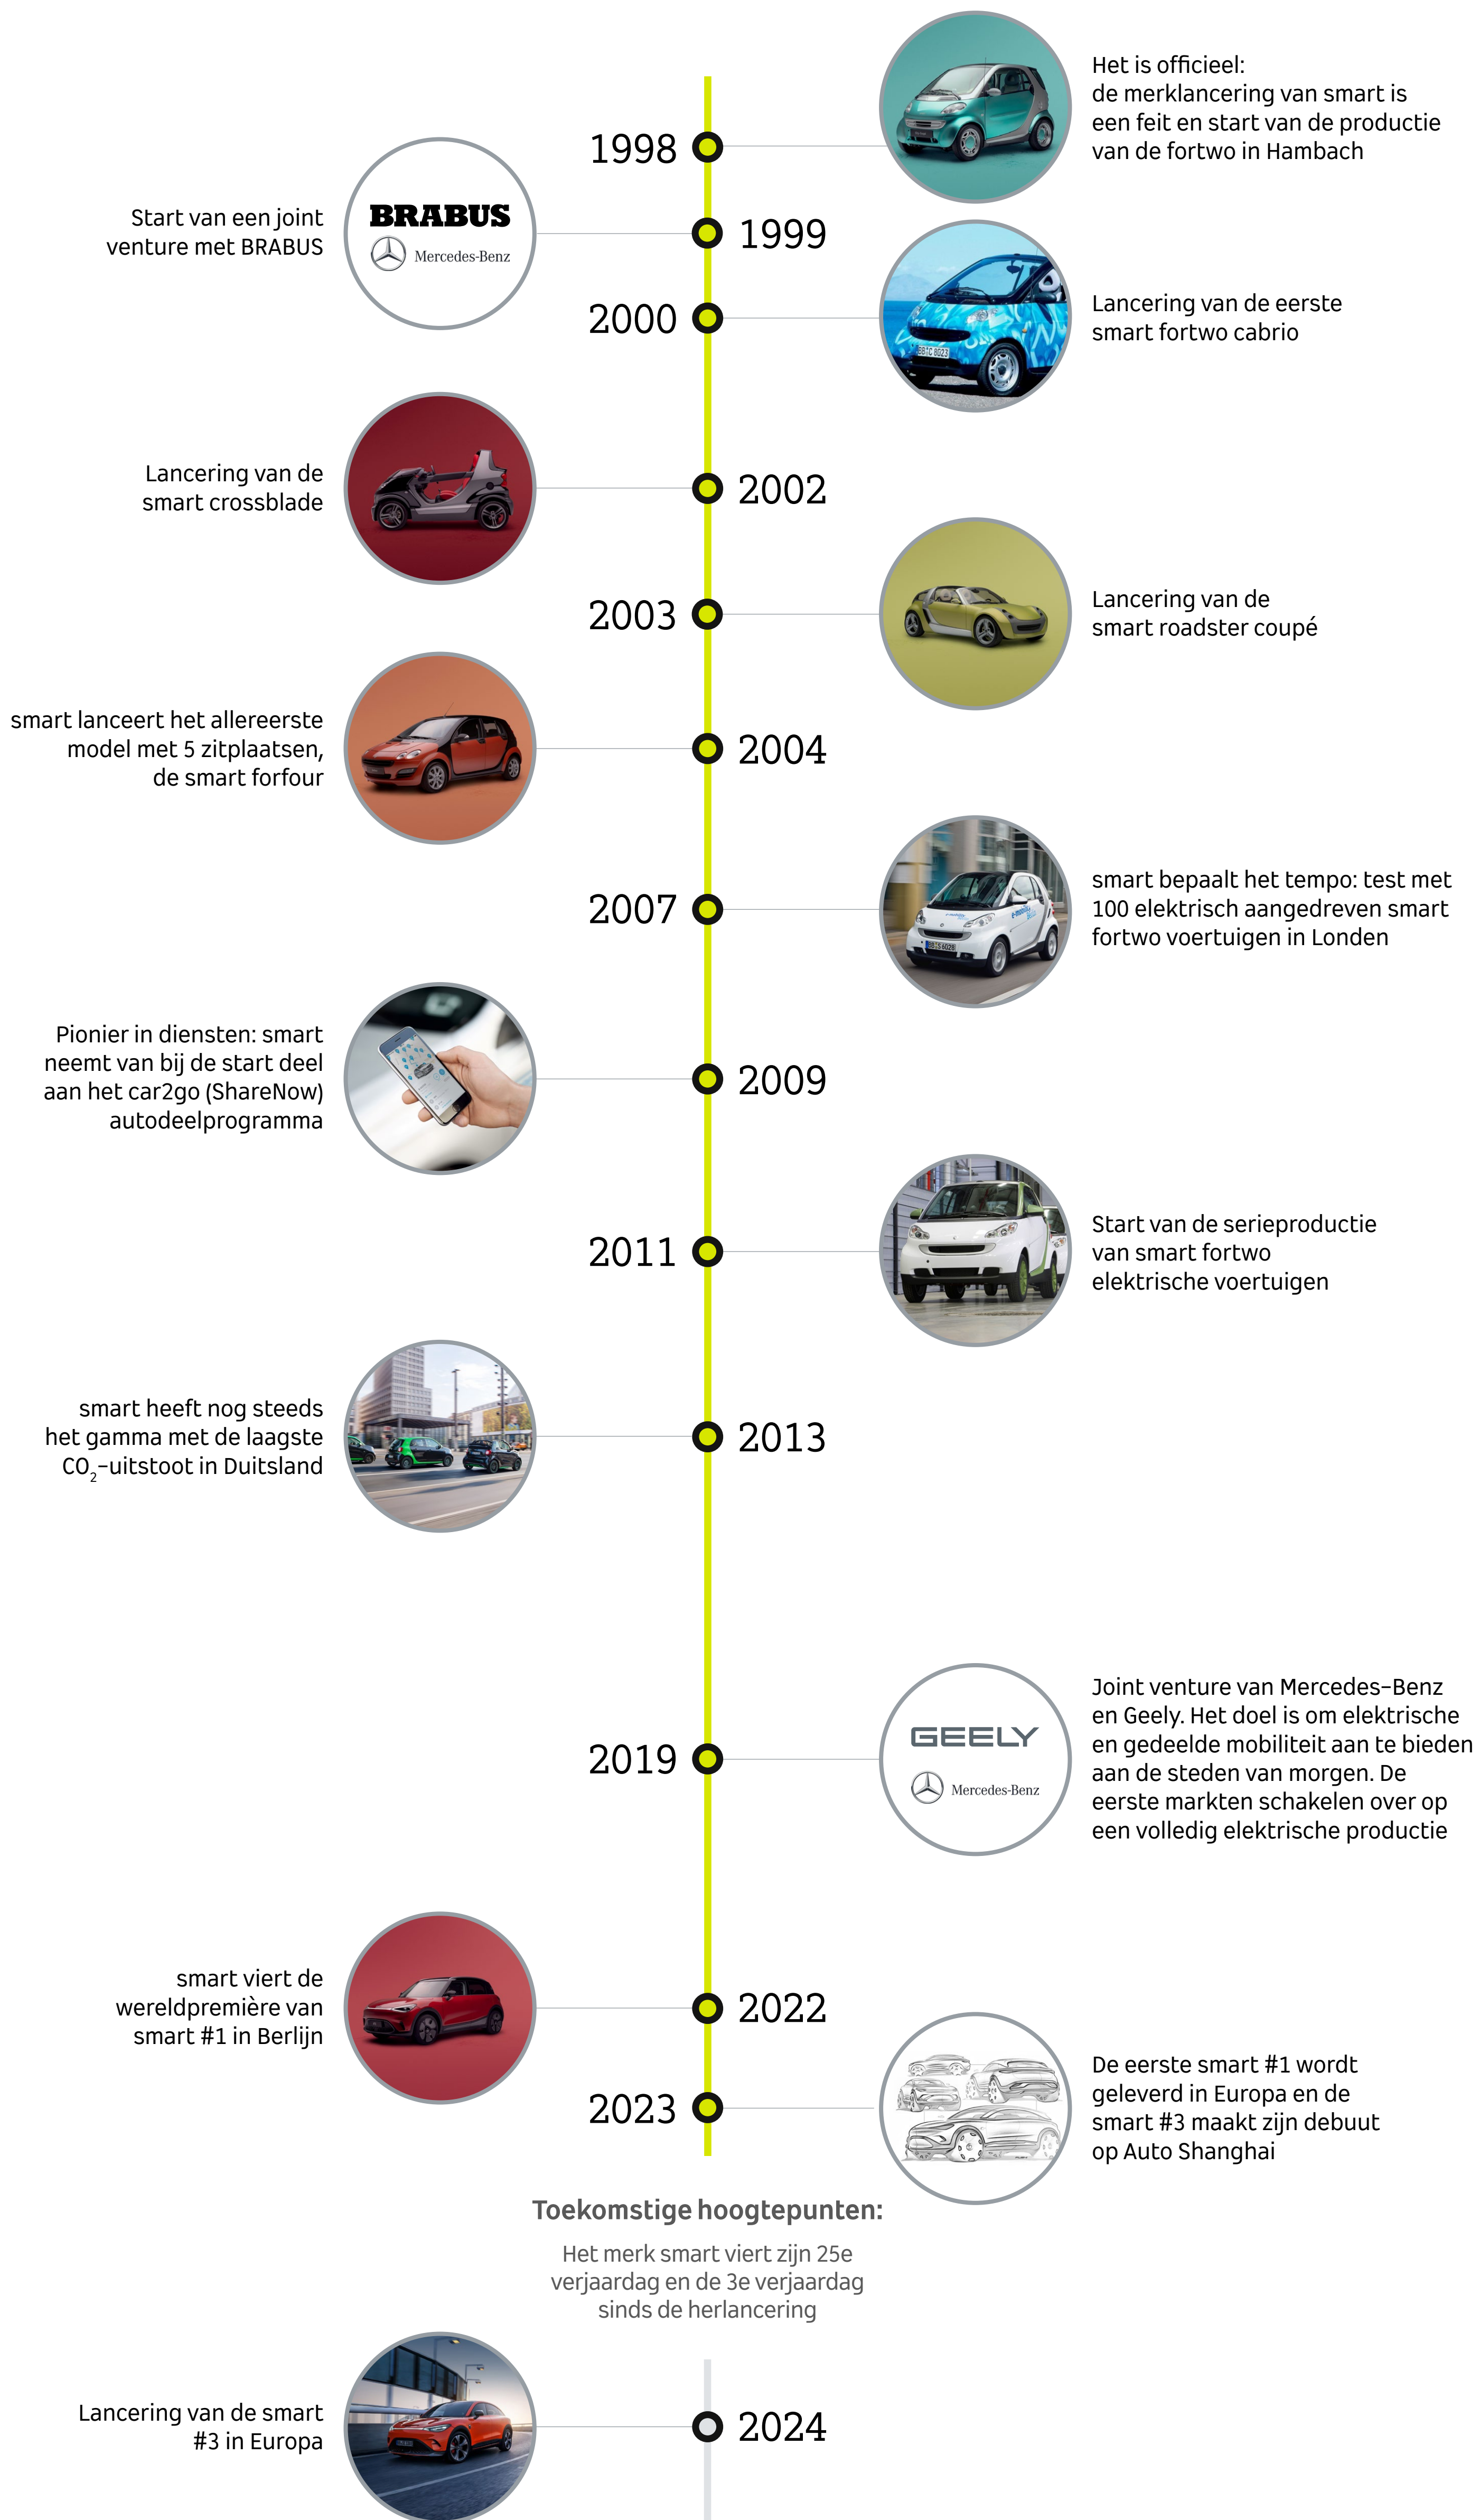 1998
Het is officieel:
de merklancering van smart is
een feit en start van de productie
van de fortwo in Hambach
Start van een joint
venture met BRABUS
BRABUS
Mercedes-Benz
1999
2000
BB:C 8023
Lancering van de eerste
smart fortwo cabrio
Lancering van de
smart crossblade
2002
2003
Lancering van de
smart roadster coupé
smart lanceert het allereerste
model met 5 zitplaatsen,
de smart forfour
2004
2007
smart bepaalt het tempo: test met
100 elektrisch aangedreven smart
fortwo voertuigen in Londen
Pionier in diensten: smart
neemt van bij de start deel
aan het car2go (ShareNow)
autodeelprogramma
2009
2011
Start van de serieproductie
van smart fortwo
elektrische voertuigen
smart heeft nog steeds
het gamma met de laagste
CO₂-uitstoot in Duitsland
2013
2019
GEELY
Mercedes-Benz
Joint venture van Mercedes-Benz
en Geely. Het doel is om elektrische
en gedeelde mobiliteit aan te bieden
aan de steden van morgen. De
eerste markten schakelen over op
een volledig elektrische productie
smart viert de
wereldpremière van
smart #1 in Berlijn
2022
2023
De eerste smart #1 wordt
geleverd in Europa en de
smart #3 maakt zijn debuut
op Auto Shanghai
Toekomstige hoogtepunten:
Het merk smart viert zijn 25e
verjaardag en de 3e verjaardag
sinds de herlancering
Lancering van de smart
#3 in Europa
2024